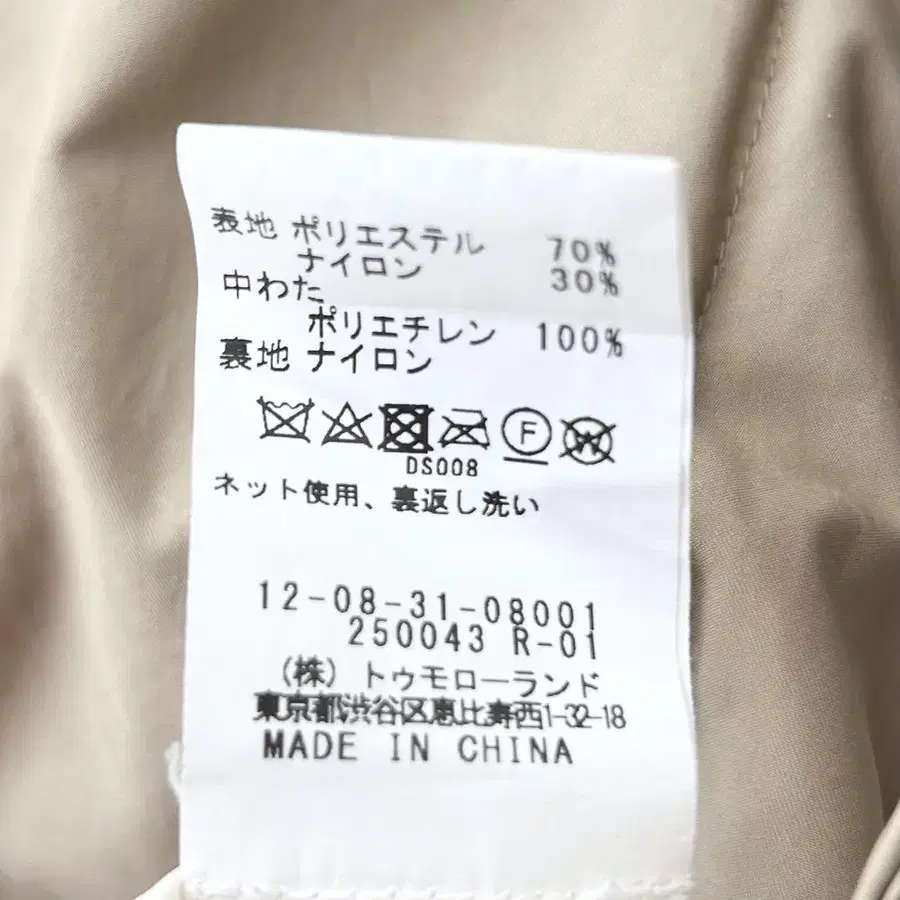 表地 ポリエステル 70%
ナイロン 30%
中わた
ポリエチレン 100%
裏地 ナイロン
F W
DS008
ネット使用、裏返し洗い
12-08-31-08001
250043 R-01
(株) トゥモローランド
東京都渋谷区恵比寿西1-32-18
MADE IN CHINA